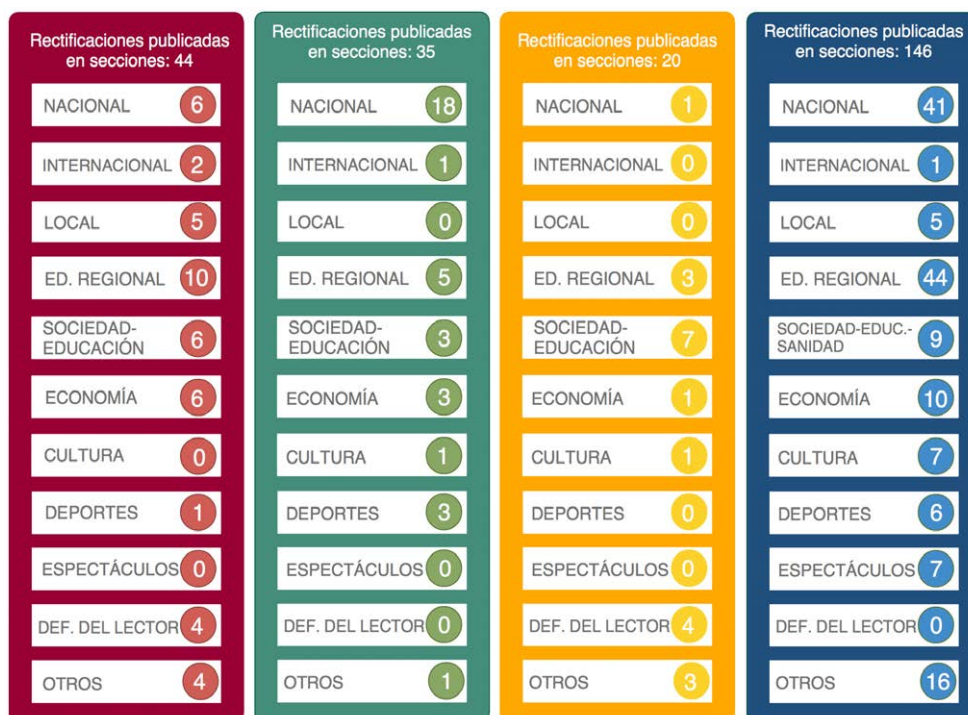 Rectificaciones publicadas
en secciones: 44
NACIONAL 6
INTERNACIONAL 2
LOCAL 5
ED. REGIONAL 10
SOCIEDAD-
EDUCACIÓN 6
ECONOMÍA 6
CULTURA 0
DEPORTES 1
ESPECTÁCULOS 0
DEF. DEL LECTOR 4
OTROS 4
Rectificaciones publicadas
en secciones: 35
NACIONAL 18
INTERNACIONAL 1
LOCAL 0
ED. REGIONAL 5
SOCIEDAD-
EDUCACIÓN 3
ECONOMÍA 3
CULTURA 1
DEPORTES 3
ESPECTÁCULOS 0
DEF. DEL LECTOR 0
OTROS 1
Rectificaciones publicadas
en secciones: 20
NACIONAL 1
INTERNACIONAL 0
LOCAL 0
ED. REGIONAL 3
SOCIEDAD-
EDUCACIÓN 7
ECONOMÍA 1
CULTURA 1
DEPORTES 0
ESPECTÁCULOS 0
DEF. DEL LECTOR 4
OTROS 3
Rectificaciones publicadas
en secciones: 146
NACIONAL 41
INTERNACIONAL 1
LOCAL 5
ED. REGIONAL 44
SOCIEDAD-EDUC.-
SANIDAD 9
ECONOMÍA 10
CULTURA 7
DEPORTES 6
ESPECTÁCULOS 7
DEF. DEL LECTOR 0
OTROS 16